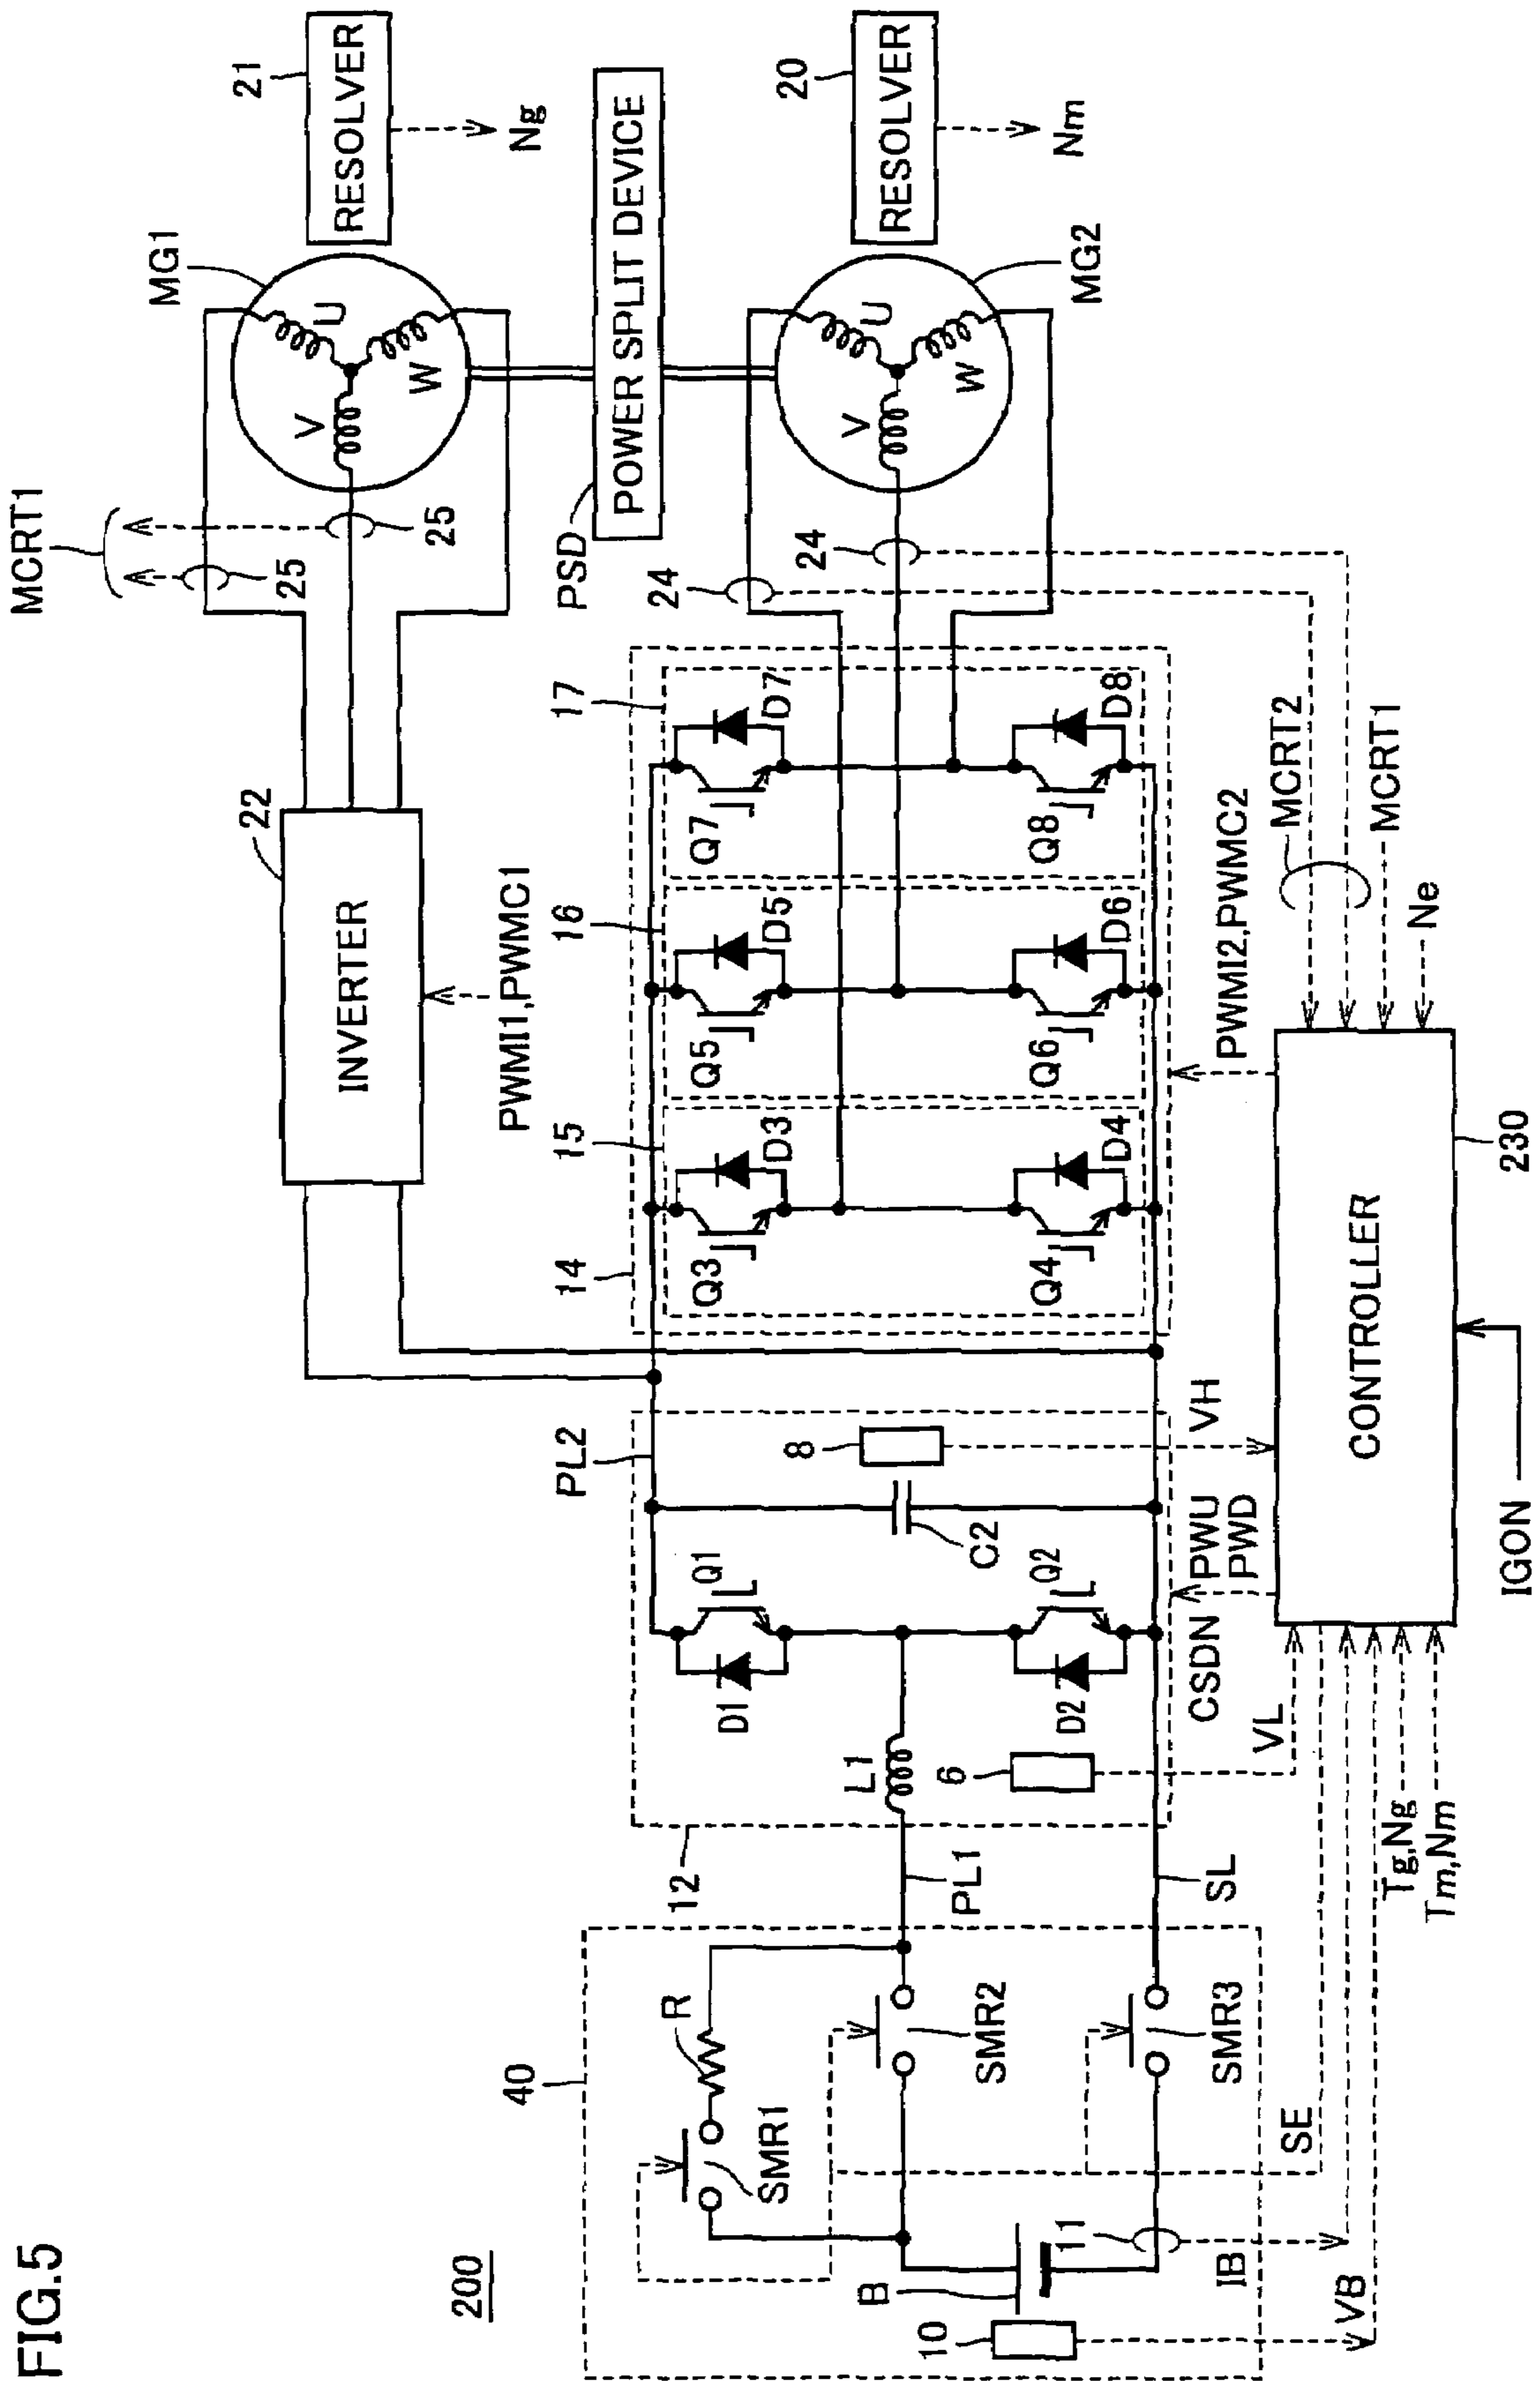 FIG.5
200
40
SMR1
R
SMR2
SMR3
B
10
11
IB
VB
SE
PL1
SL
12
L1
6
VL
D1
Q1
D2
Q2
C2
8
VH
PL2
CSDN
PWU
PWD
Tg,Ng
Tm,Nm
CONTROLLER
230
IGON
14
15
16
17
Q3
D3
Q4
D4
Q5
D5
Q6
D6
Q7
D7
Q8
D8
PWMI2,PWMC2
MCRT2
MCRT1
Ne
INVERTER
22
PWMI1,PWMC1
MCRT1
25
25
24
24
MG1
U
V
W
MG2
U
V
W
PSD
POWER SPLIT DEVICE
21
RESOLVER
Ng
20
RESOLVER
Nm